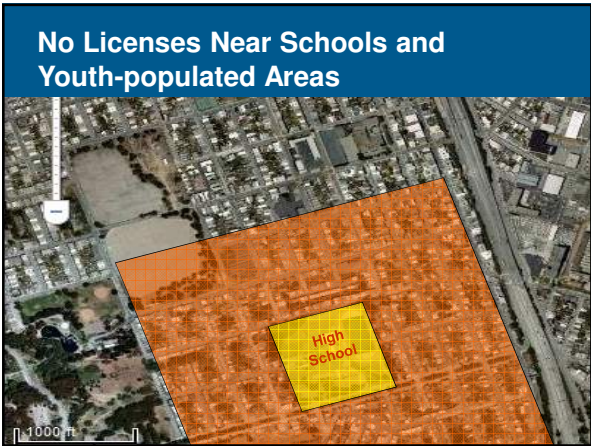 No Licenses Near Schools and
Youth-populated Areas
High
School
1000 ft